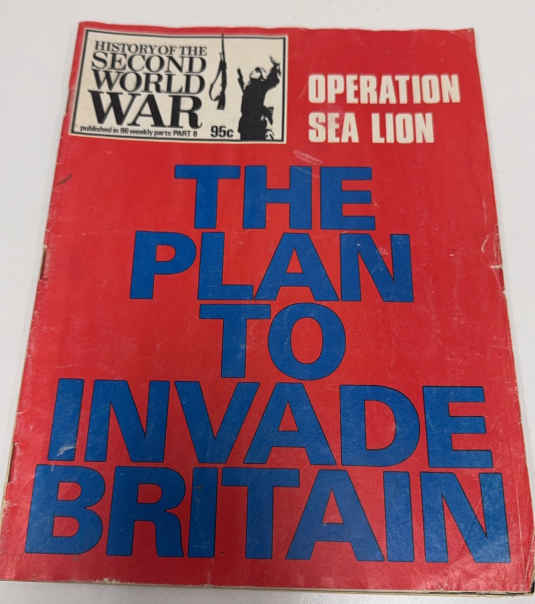 HISTORY OF THE
SECOND
WORLD
WAR
published in 96 weekly parts PART 8 95c
OPERATION
SEA LION
THE
PLAN
TO
INVADE
BRITAIN